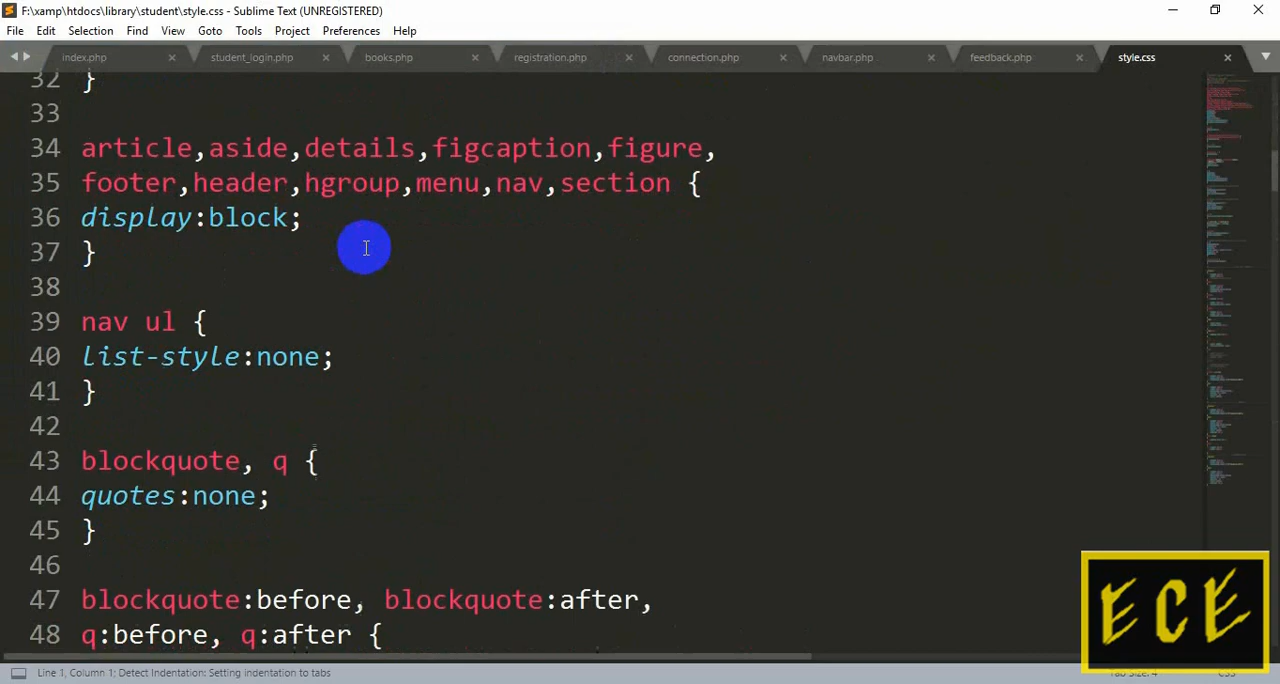 F:\xamp\htdocs\library\student\style.css - Sublime Text (UNREGISTERED)
File Edit Selection Find View Goto Tools Project Preferences Help
index.php student_login.php books.php registration.php connection.php navbar.php feedback.php style.css
32 }
33
34 article,aside,details,figcaption,figure,
35 footer,header,hgroup,menu,nav,section {
36 display:block;
37 }
38
39 nav ul {
40 list-style:none;
41 }
42
43 blockquote, q {
44 quotes:none;
45 }
46
47 blockquote:before, blockquote:after,
48 q:before, q:after {
ECE
Line 1, Column 1; Detect Indentation: Setting indentation to tabs
Tab Size: 4 CSS